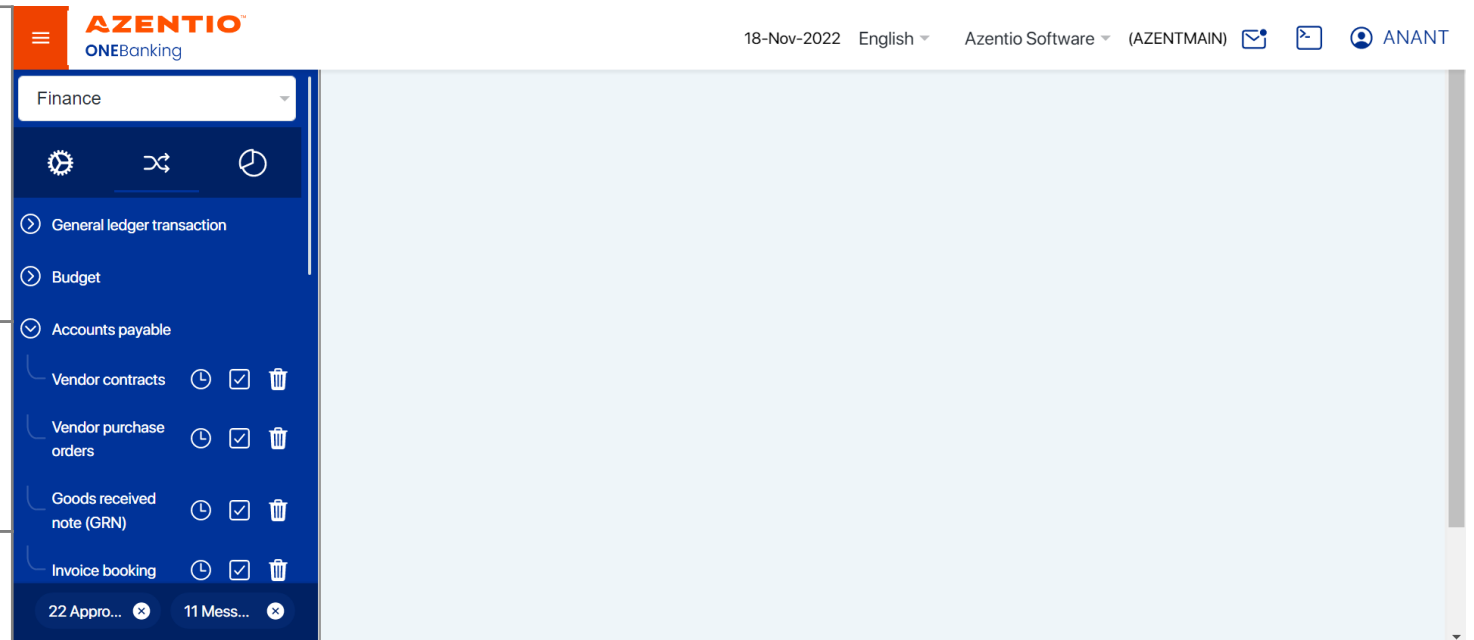 AZENTIO
ONEBanking
18-Nov-2022 English Azentio Software (AZENTMAIN) ANANT
Finance
General ledger transaction
Budget
Accounts payable
Vendor contracts
Vendor purchase
orders
Goods received
note (GRN)
Invoice booking
22 Appro... 11 Mess...